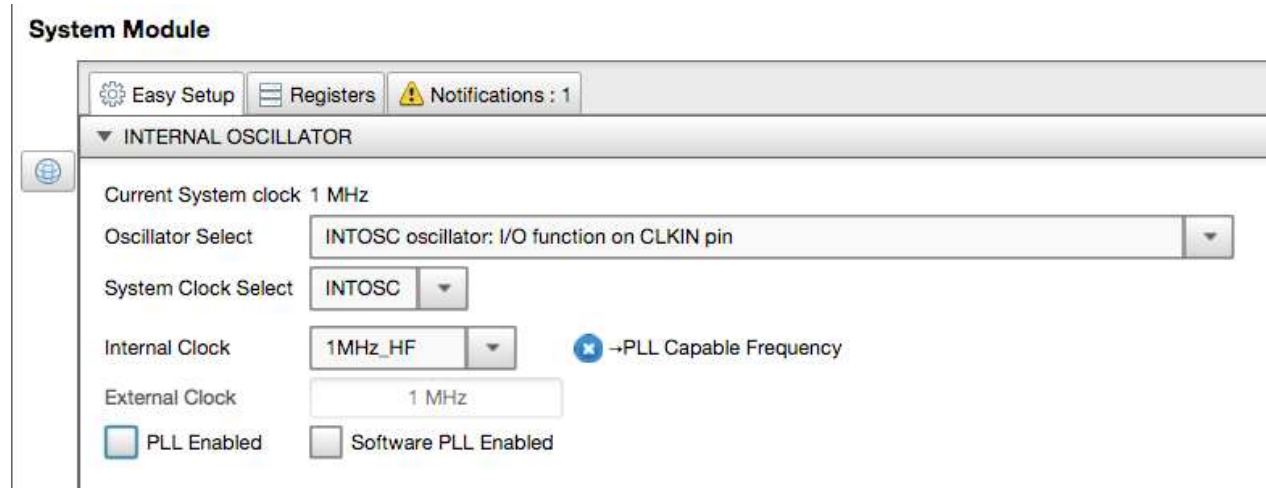 System Module
Easy Setup Registers Notifications : 1
INTERNAL OSCILLATOR
Current System clock 1 MHz
Oscillator Select INTOSC oscillator: I/O function on CLKIN pin
System Clock Select INTOSC
Internal Clock 1MHz_HF →PLL Capable Frequency
External Clock 1 MHz
PLL Enabled Software PLL Enabled